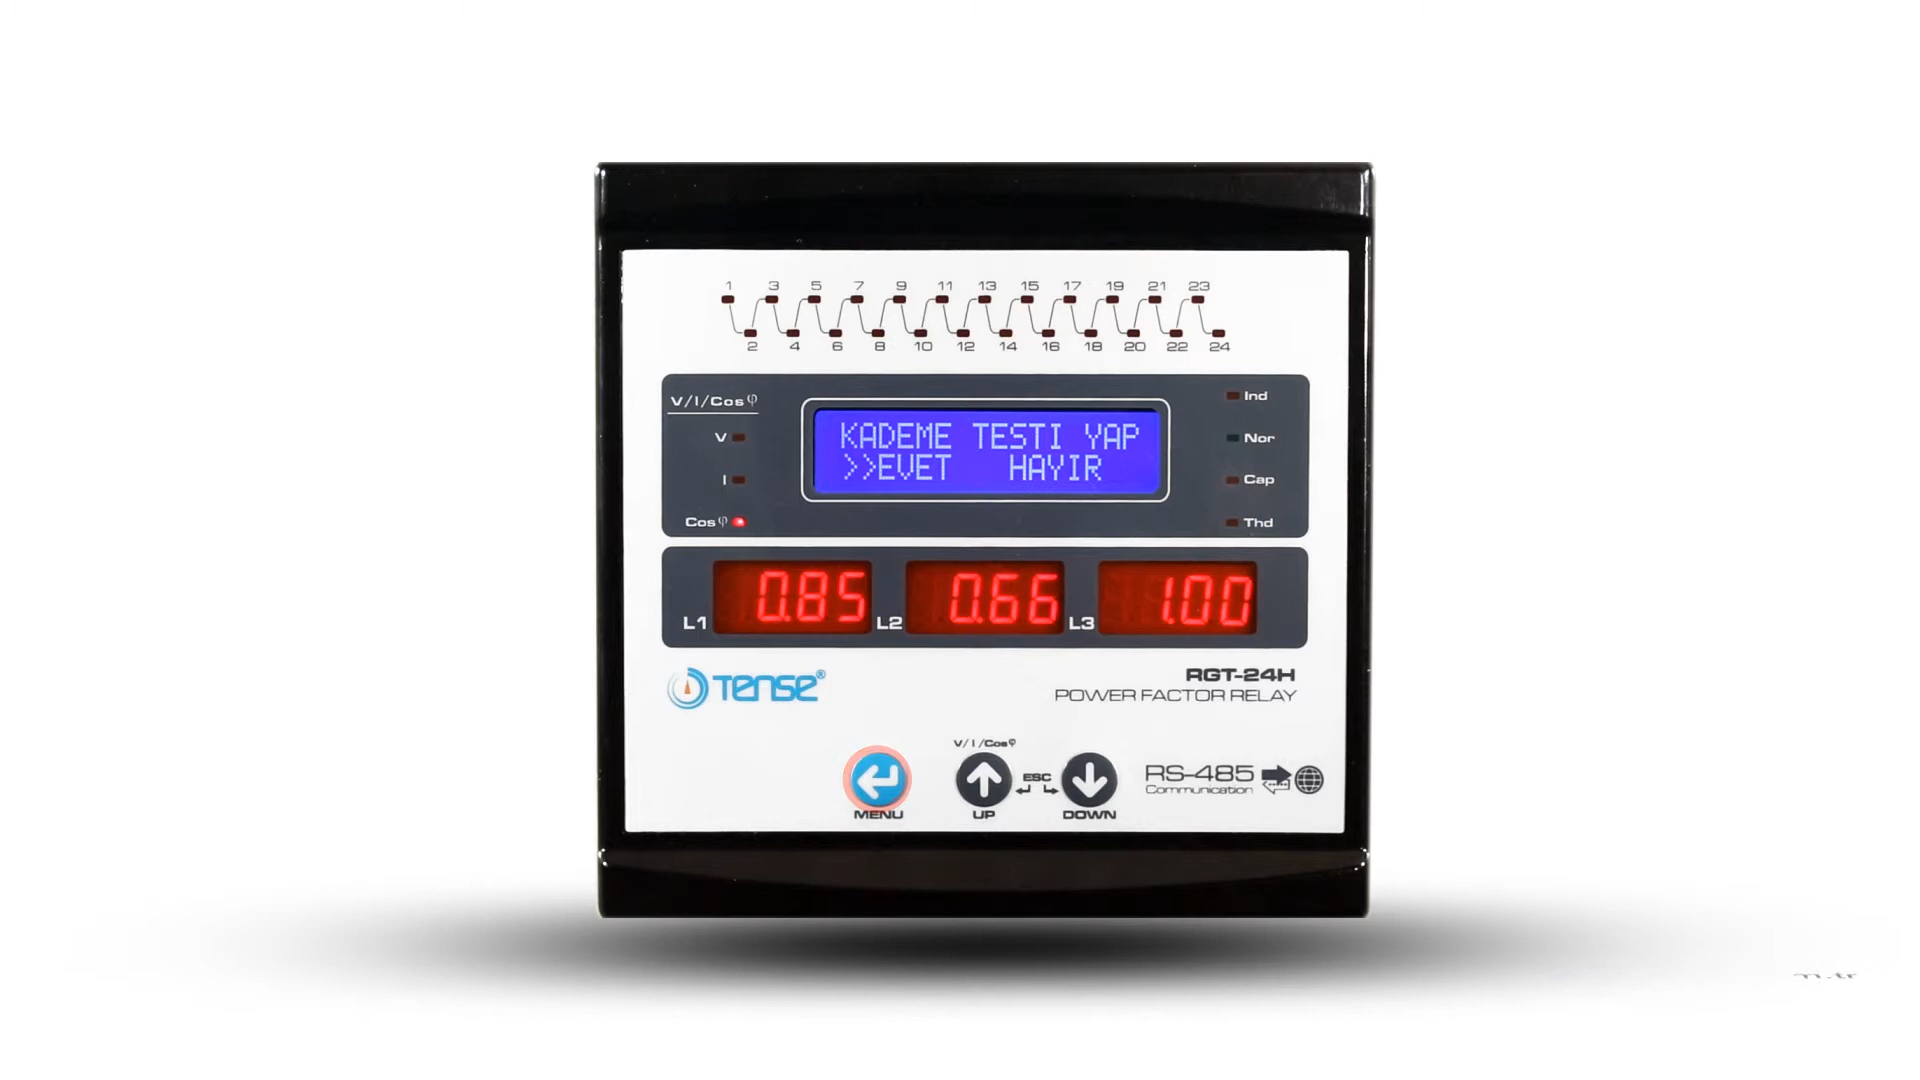 1 3 5 7 9 11 13 15 17 19 21 23
2 4 6 8 10 12 14 16 18 20 22 24
V/I/Cosφ
V
I
Cosφ
KADEME TESTI YAP
>>EVET HAYIR
Ind
Nor
Cap
Thd
L1 0.85 L2 0.66 L3 1.00
TENSE®
RGT-24H
POWER FACTOR RELAY
V/I/Cosφ
ESC
MENU UP DOWN
RS-485
Communication